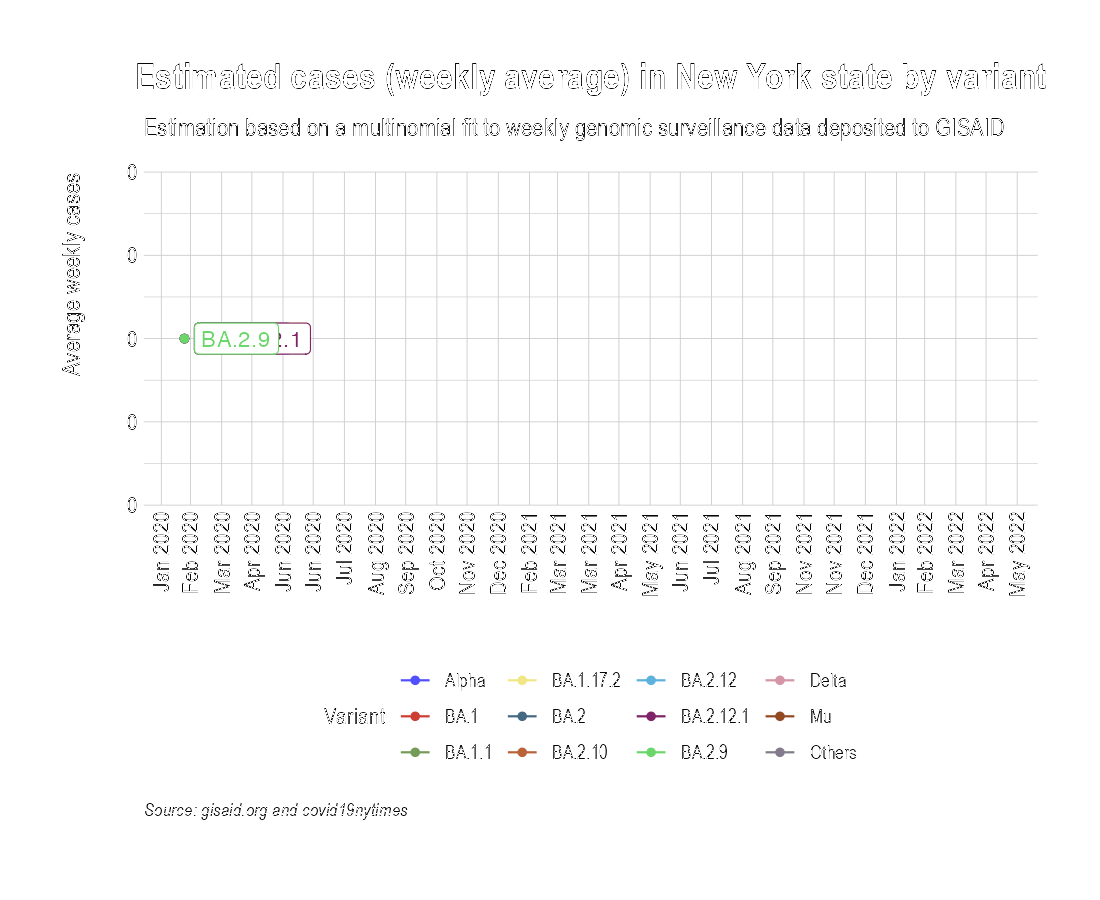 Estimated cases (weekly average) in New York state by variant
Estimation based on a multinomial fit to weekly genomic surveillance data deposited to GISAID
Average weekly cases
0
0
0
0
0
BA.2.9
2.1
Jan 2020
Feb 2020
Mar 2020
Apr 2020
Jun 2020
Jun 2020
Jul 2020
Aug 2020
Sep 2020
Oct 2020
Nov 2020
Dec 2020
Feb 2021
Mar 2021
Mar 2021
Apr 2021
May 2021
Jun 2021
Jul 2021
Aug 2021
Sep 2021
Nov 2021
Nov 2021
Dec 2021
Jan 2022
Feb 2022
Mar 2022
Apr 2022
May 2022
Variant
Alpha
BA.1
BA.1.1
BA.1.17.2
BA.2
BA.2.10
BA.2.12
BA.2.12.1
BA.2.9
Delta
Mu
Others
Source: gisaid.org and covid19nytimes